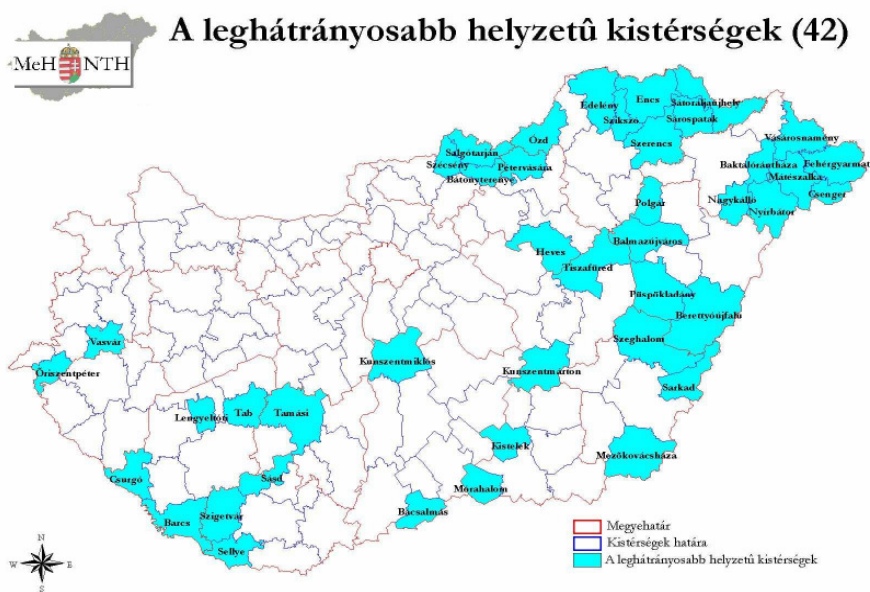 A leghátrányosabb helyzetû kistérségek (42)
MeH NTH
Edelény
Encs
Sátoraljaújhely
Szikszó
Sárospatak
Ózd
Szerencs
Vásárosnamény
Salgótarján
Szécsény
Pétervására
Bátonyterenye
Baktalórántháza
Fehérgyarmat
Mátészalka
Csenger
Nagykálló
Nyírbátor
Polgár
Heves
Balmazújváros
Tiszafüred
Püspökladány
Berettyóújfalu
Vasvár
Szeghalom
Õriszentpéter
Kunszentmiklós
Kunszentmárton
Sarkad
Lengyeltóti
Tab
Tamási
Kistelek
Mezõkovácsháza
Csurgó
Sásd
Mórahalom
Bácsalmás
Barcs
Szigetvár
Sellye
Megyehatár
Kistérségek határa
A leghátrányosabb helyzetû kistérségek
N
W E
S